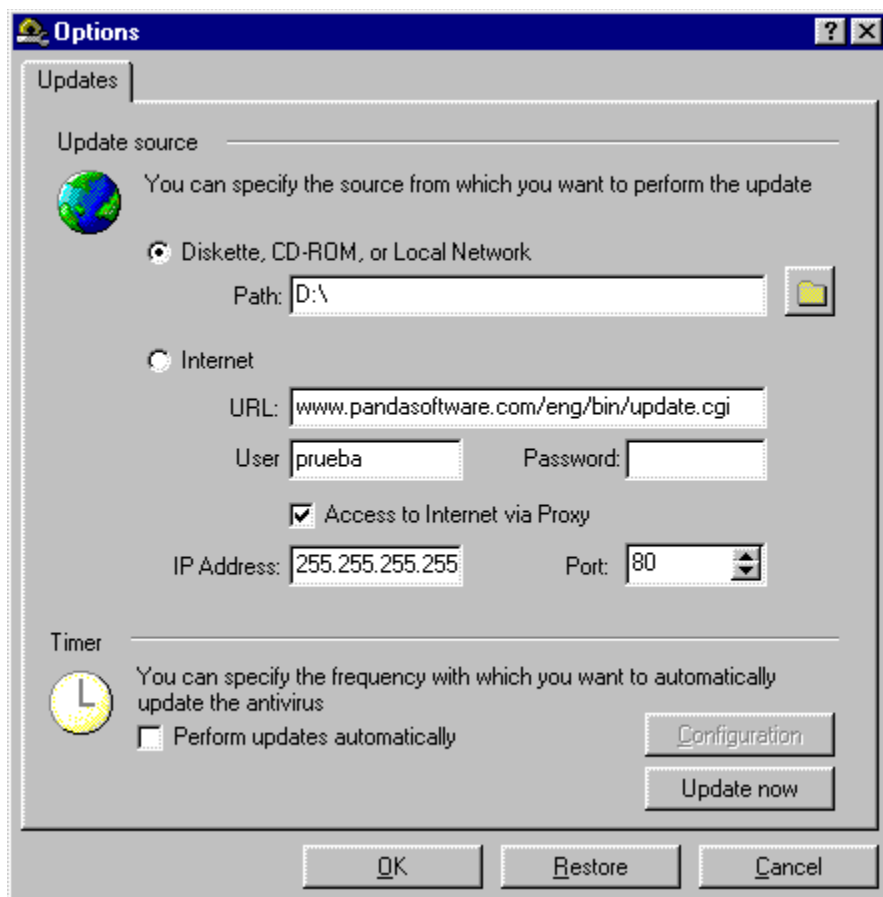 Options
Updates
Update source
You can specify the source from which you want to perform the update
Diskette, CD-ROM, or Local Network
Path: D:\
Internet
URL: www.pandasoftware.com/eng/bin/update.cgi
User prueba Password:
Access to Internet via Proxy
IP Address: 255.255.255.255 Port: 80
Timer
You can specify the frequency with which you want to automatically
update the antivirus
Perform updates automatically
Configuration
Update now
OK Restore Cancel